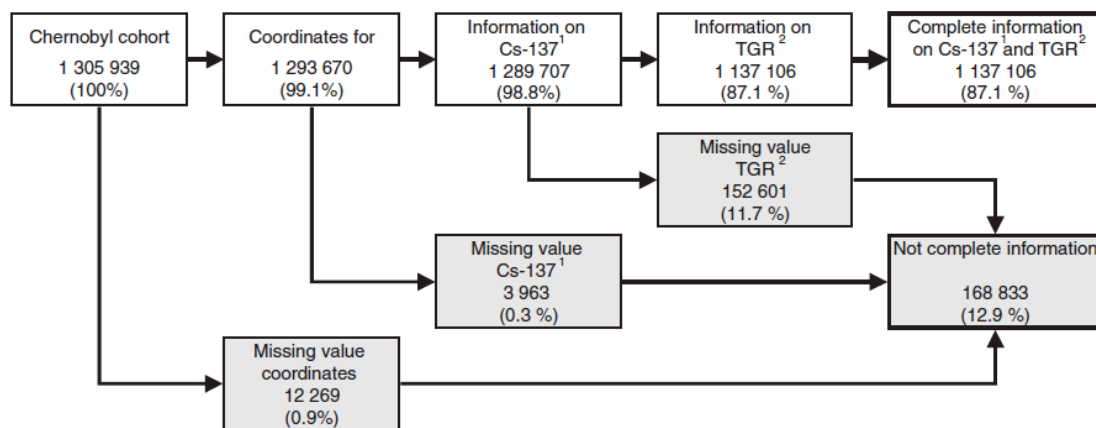 Chernobyl cohort
1 305 939
(100%)
Coordinates for
1 293 670
(99.1%)
Information on
Cs-137¹
1 289 707
(98.8%)
Information on
TGR²
1 137 106
(87.1 %)
Complete information
on Cs-137¹ and TGR²
1 137 106
(87.1 %)
Missing value
TGR²
152 601
(11.7 %)
Missing value
Cs-137¹
3 963
(0.3 %)
Not complete information
168 833
(12.9 %)
Missing value
coordinates
12 269
(0.9%)